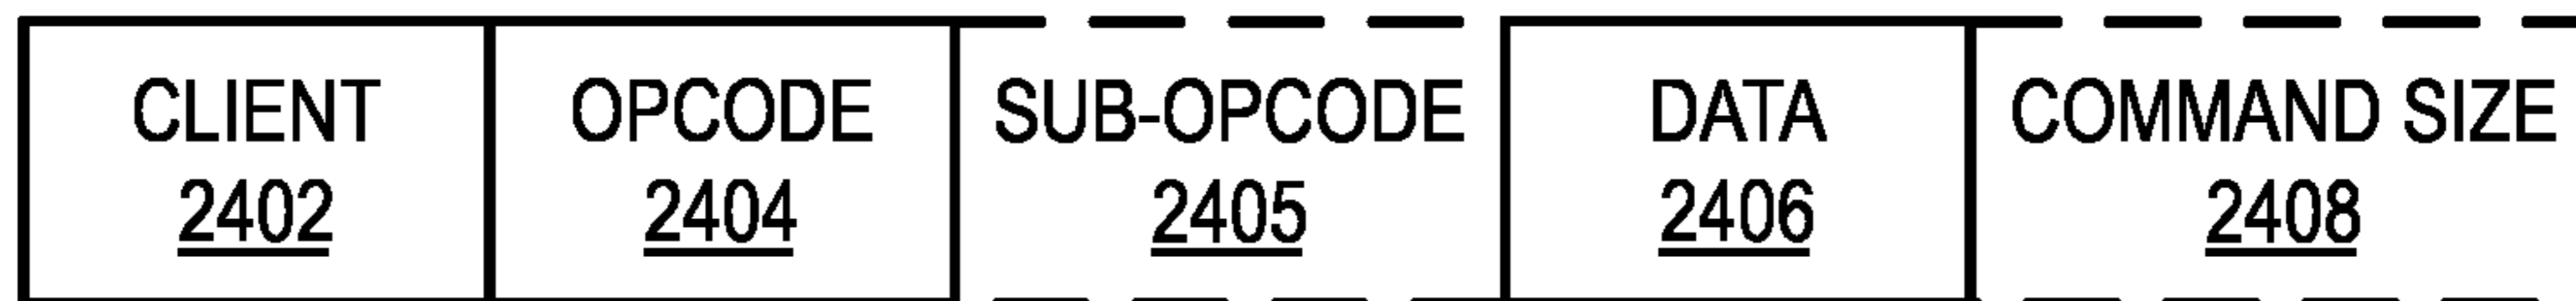 CLIENT OPCODE SUB-OPCODE DATA COMMAND SIZE
2402 2404 2405 2406 2408